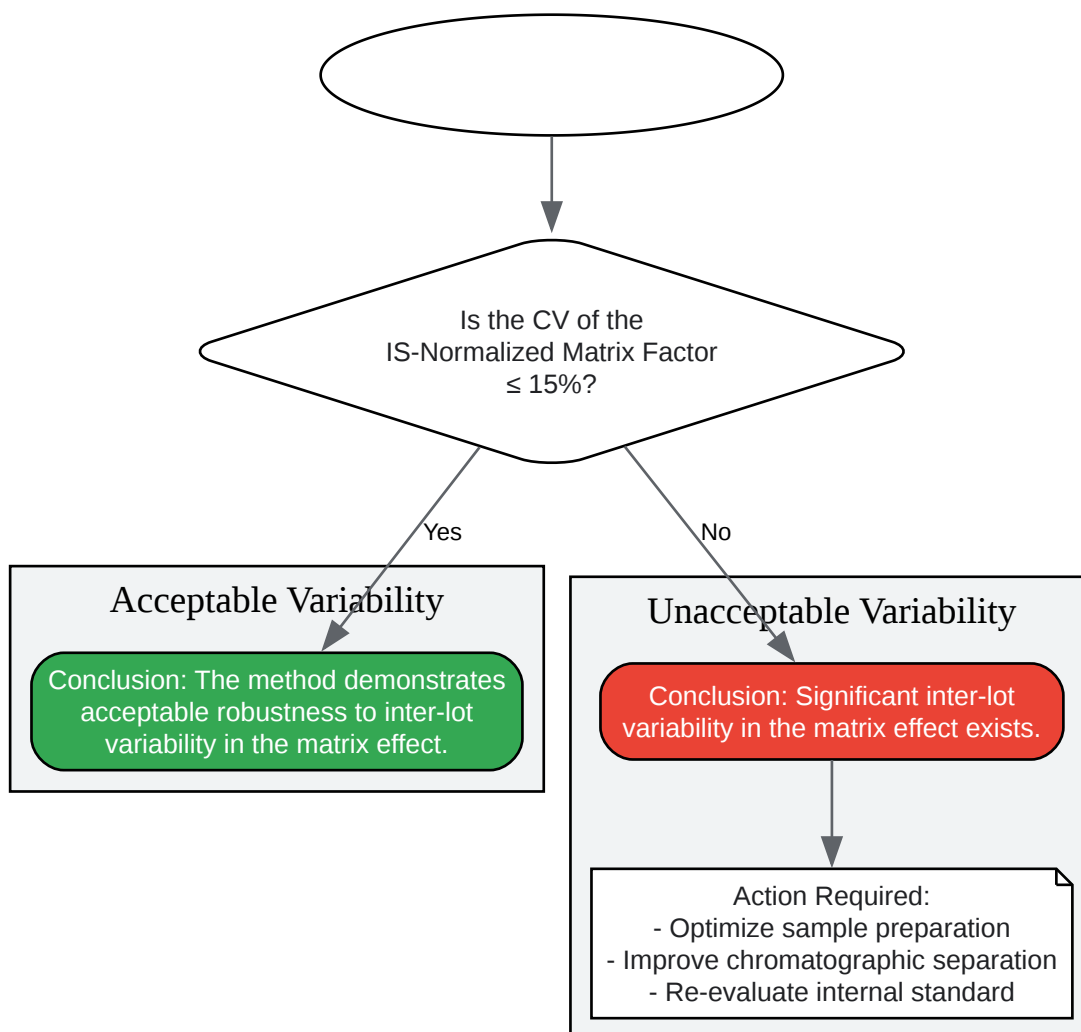 Is the CV of the
IS-Normalized Matrix Factor
≤ 15%?
Yes
No
Acceptable Variability
Conclusion: The method demonstrates
acceptable robustness to inter-lot
variability in the matrix effect.
Unacceptable Variability
Conclusion: Significant inter-lot
variability in the matrix effect exists.
Action Required:
- Optimize sample preparation
- Improve chromatographic separation
- Re-evaluate internal standard